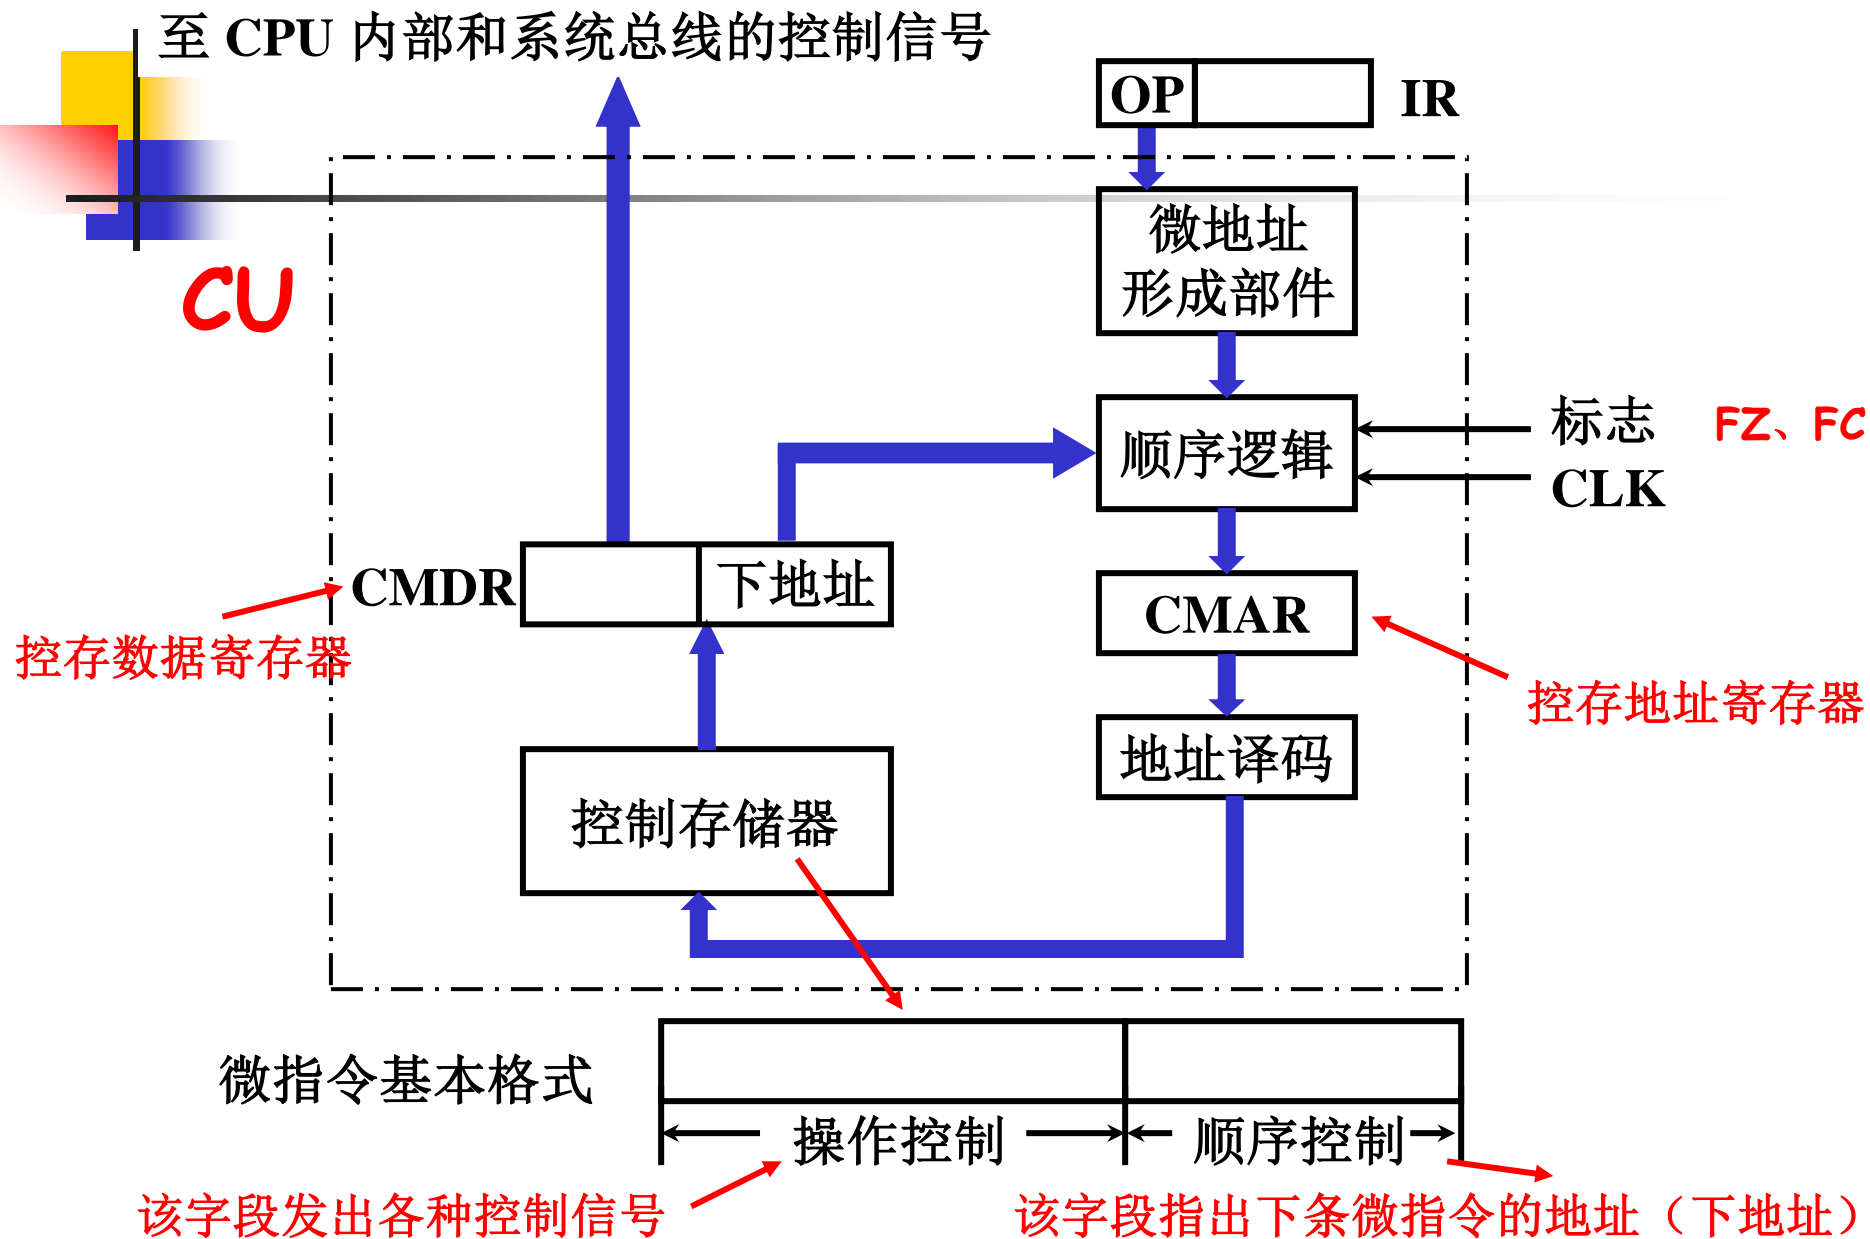 至 CPU 内部和系统总线的控制信号
OP
IR
微地址
形成部件
CU
标志
FZ、FC
顺序逻辑
CLK
CMDR
下地址
CMAR
控存数据寄存器
控存地址寄存器
地址译码
控制存储器
微指令基本格式
操作控制
顺序控制
该字段发出各种控制信号
该字段指出下条微指令的地址（下地址）